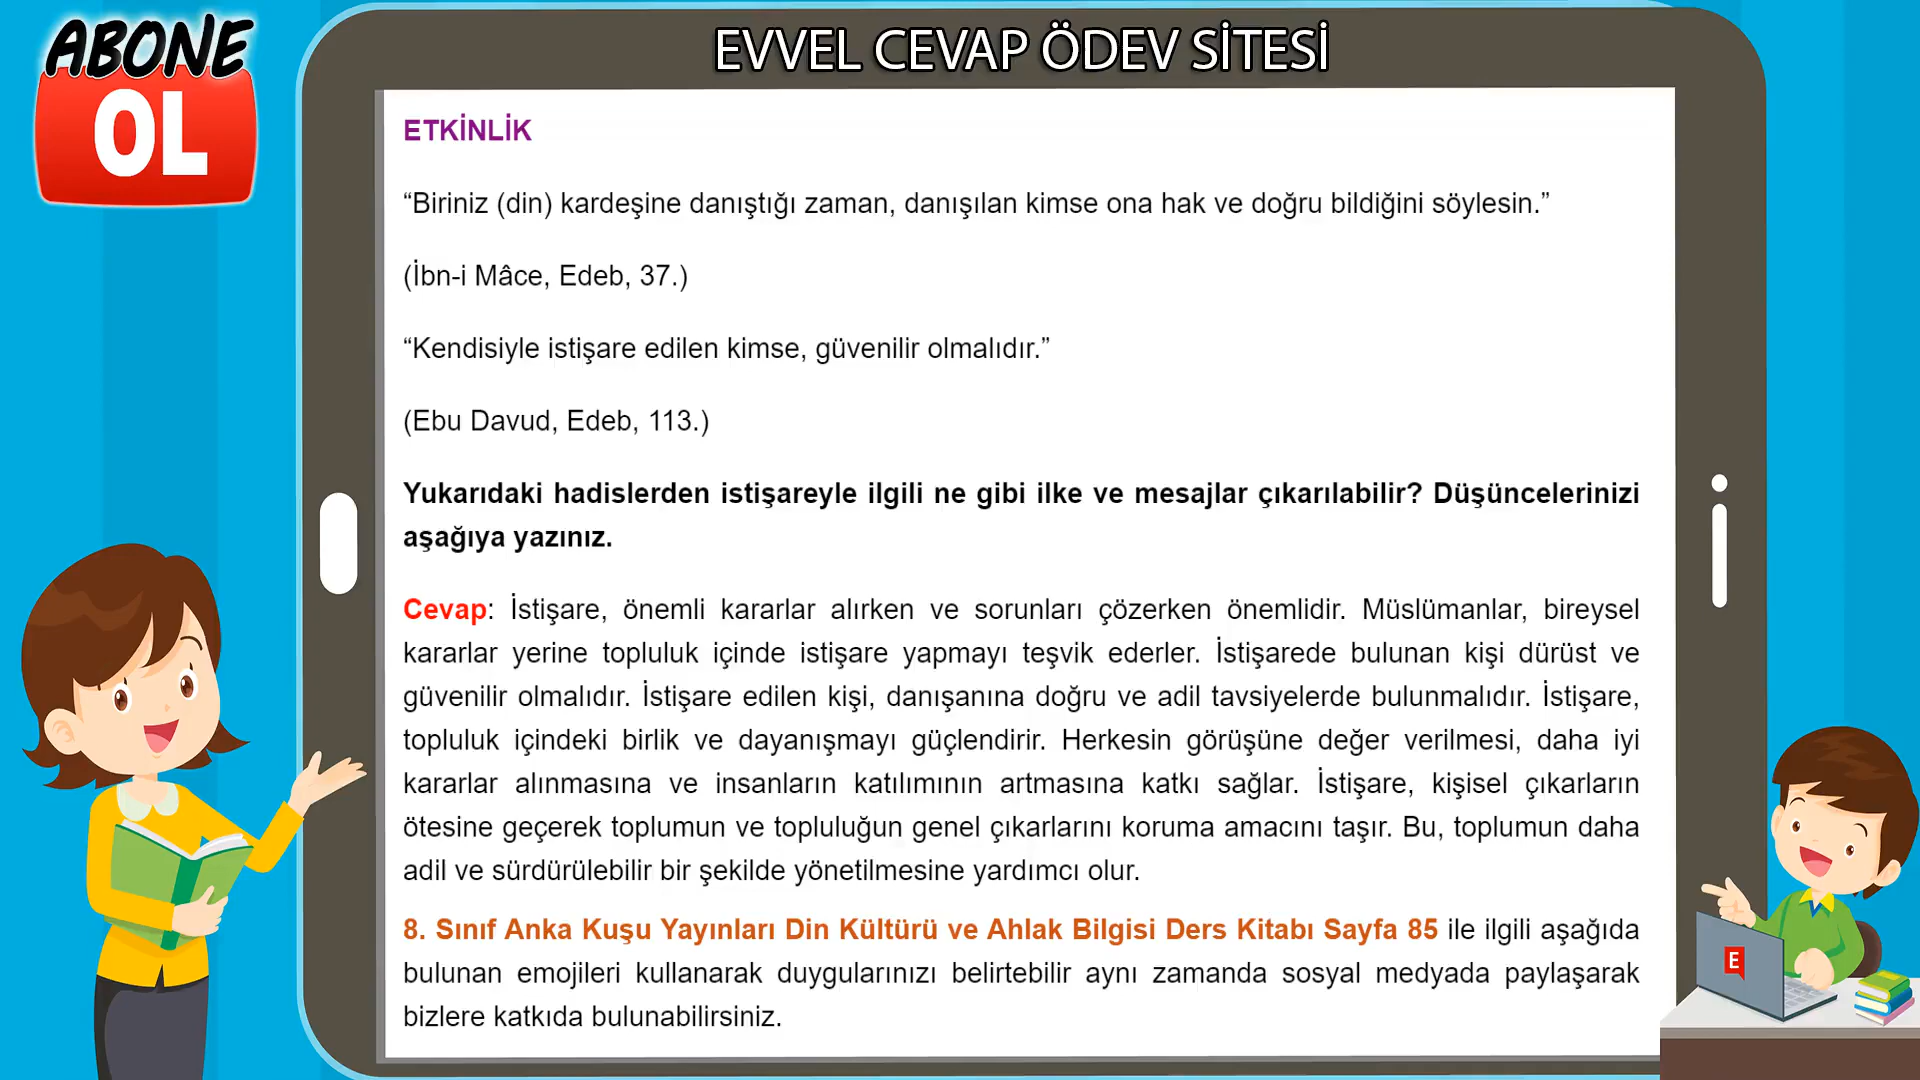 ABONE
OL
EVVEL CEVAP ÖDEV SİTESİ
ETKİNLİK
“Biriniz (din) kardeşine danıştığı zaman, danışılan kimse ona hak ve doğru bildiğini söylesin.”
(İbn-i Mâce, Edeb, 37.)
“Kendisiyle istişare edilen kimse, güvenilir olmalıdır.”
(Ebu Davud, Edeb, 113.)
Yukarıdaki hadislerden istişareyle ilgili ne gibi ilke ve mesajlar çıkarılabilir? Düşüncelerinizi
aşağıya yazınız.
Cevap: İstişare, önemli kararlar alırken ve sorunları çözerken önemlidir. Müslümanlar, bireysel
kararlar yerine topluluk içinde istişare yapmayı teşvik ederler. İstişarede bulunan kişi dürüst ve
güvenilir olmalıdır. İstişare edilen kişi, danışanına doğru ve adil tavsiyelerde bulunmalıdır. İstişare,
topluluk içindeki birlik ve dayanışmayı güçlendirir. Herkesin görüşüne değer verilmesi, daha iyi
kararlar alınmasına ve insanların katılımının artmasına katkı sağlar. İstişare, kişisel çıkarların
ötesine geçerek toplumun ve topluluğun genel çıkarlarını koruma amacını taşır. Bu, toplumun daha
adil ve sürdürülebilir bir şekilde yönetilmesine yardımcı olur.
8. Sınıf Anka Kuşu Yayınları Din Kültürü ve Ahlak Bilgisi Ders Kitabı Sayfa 85 ile ilgili aşağıda
bulunan emojileri kullanarak duygularınızı belirtebilir aynı zamanda sosyal medyada paylaşarak
bizlere katkıda bulunabilirsiniz.
E